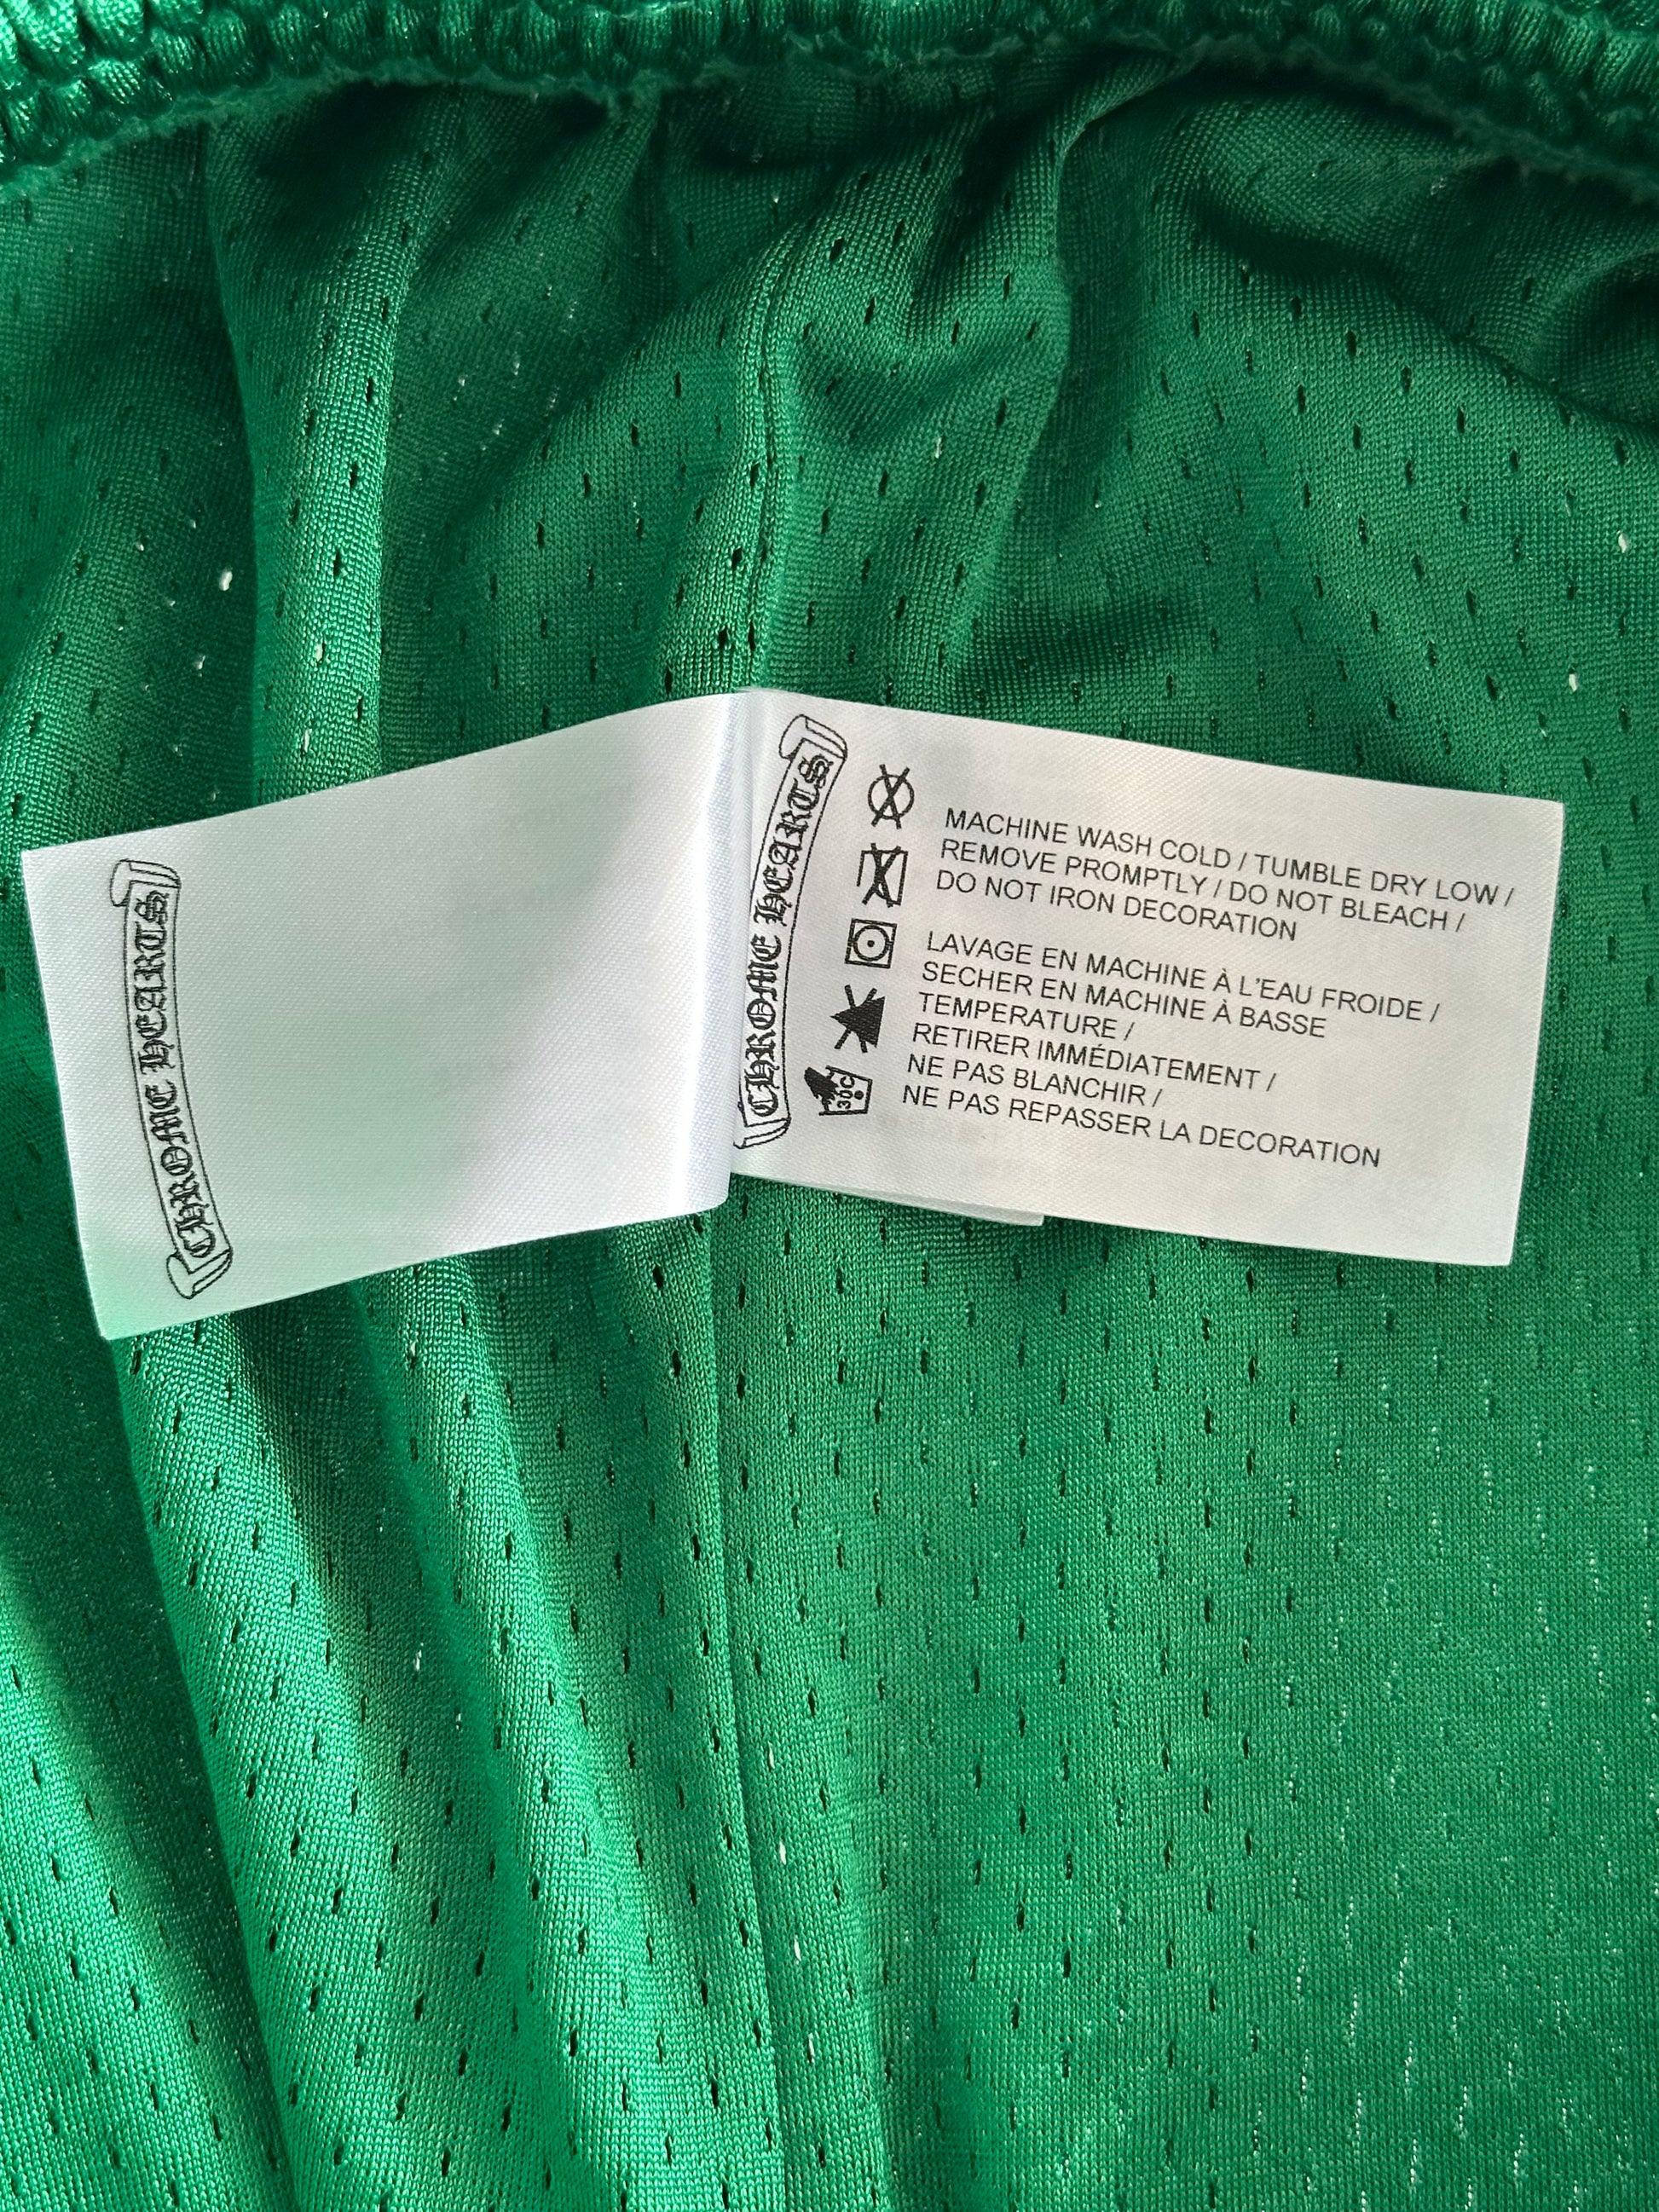 CHROME HEARTS
CHROME HEARTS
MACHINE WASH COLD / TUMBLE DRY LOW /
REMOVE PROMPTLY / DO NOT BLEACH /
DO NOT IRON DECORATION
LAVAGE EN MACHINE À L'EAU FROIDE /
SECHER EN MACHINE À BASSE
TEMPERATURE /
RETIRER IMMÉDIATEMENT /
NE PAS BLANCHIR /
NE PAS REPASSER LA DECORATION
30C